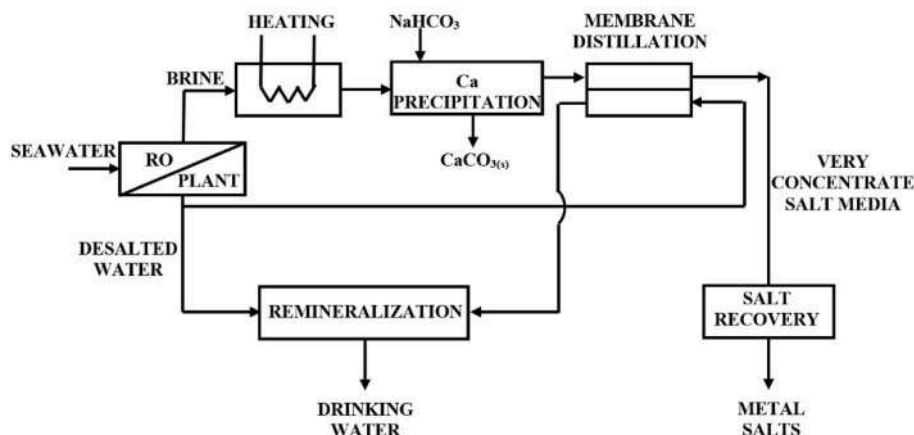 HEATING
NaHCO₃
MEMBRANE
DISTILLATION
BRINE
Ca
PRECIPITATION
SEAWATER
RO
PLANT
CaCO₃₍ₛ₎
VERY
CONCENTRATE
SALT MEDIA
DESALTED
WATER
REMINERALIZATION
SALT
RECOVERY
DRINKING
WATER
METAL
SALTS